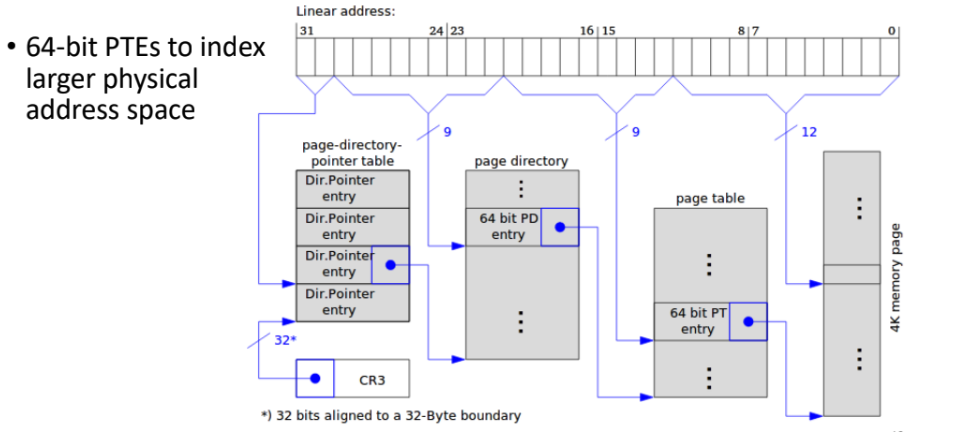 • 64-bit PTEs to index
larger physical
address space
Linear address:
31
24
23
16
15
8
7
0
9
9
12
page-directory-
pointer table
Dir.Pointer
entry
Dir.Pointer
entry
Dir.Pointer
entry
Dir.Pointer
entry
32*
CR3
page directory
64 bit PD
entry
page table
64 bit PT
entry
4K memory page
*) 32 bits aligned to a 32-Byte boundary